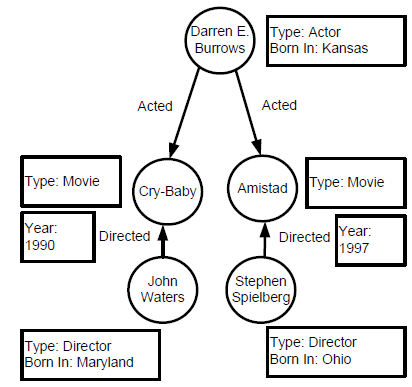 Darren E.
Burrows
Type: Actor
Born In: Kansas
Acted
Acted
Type: Movie
Cry-Baby
Amistad
Type: Movie
Year:
1990
Directed
Directed
Year:
1997
John
Waters
Stephen
Spielberg
Type: Director
Born In: Maryland
Type: Director
Born In: Ohio